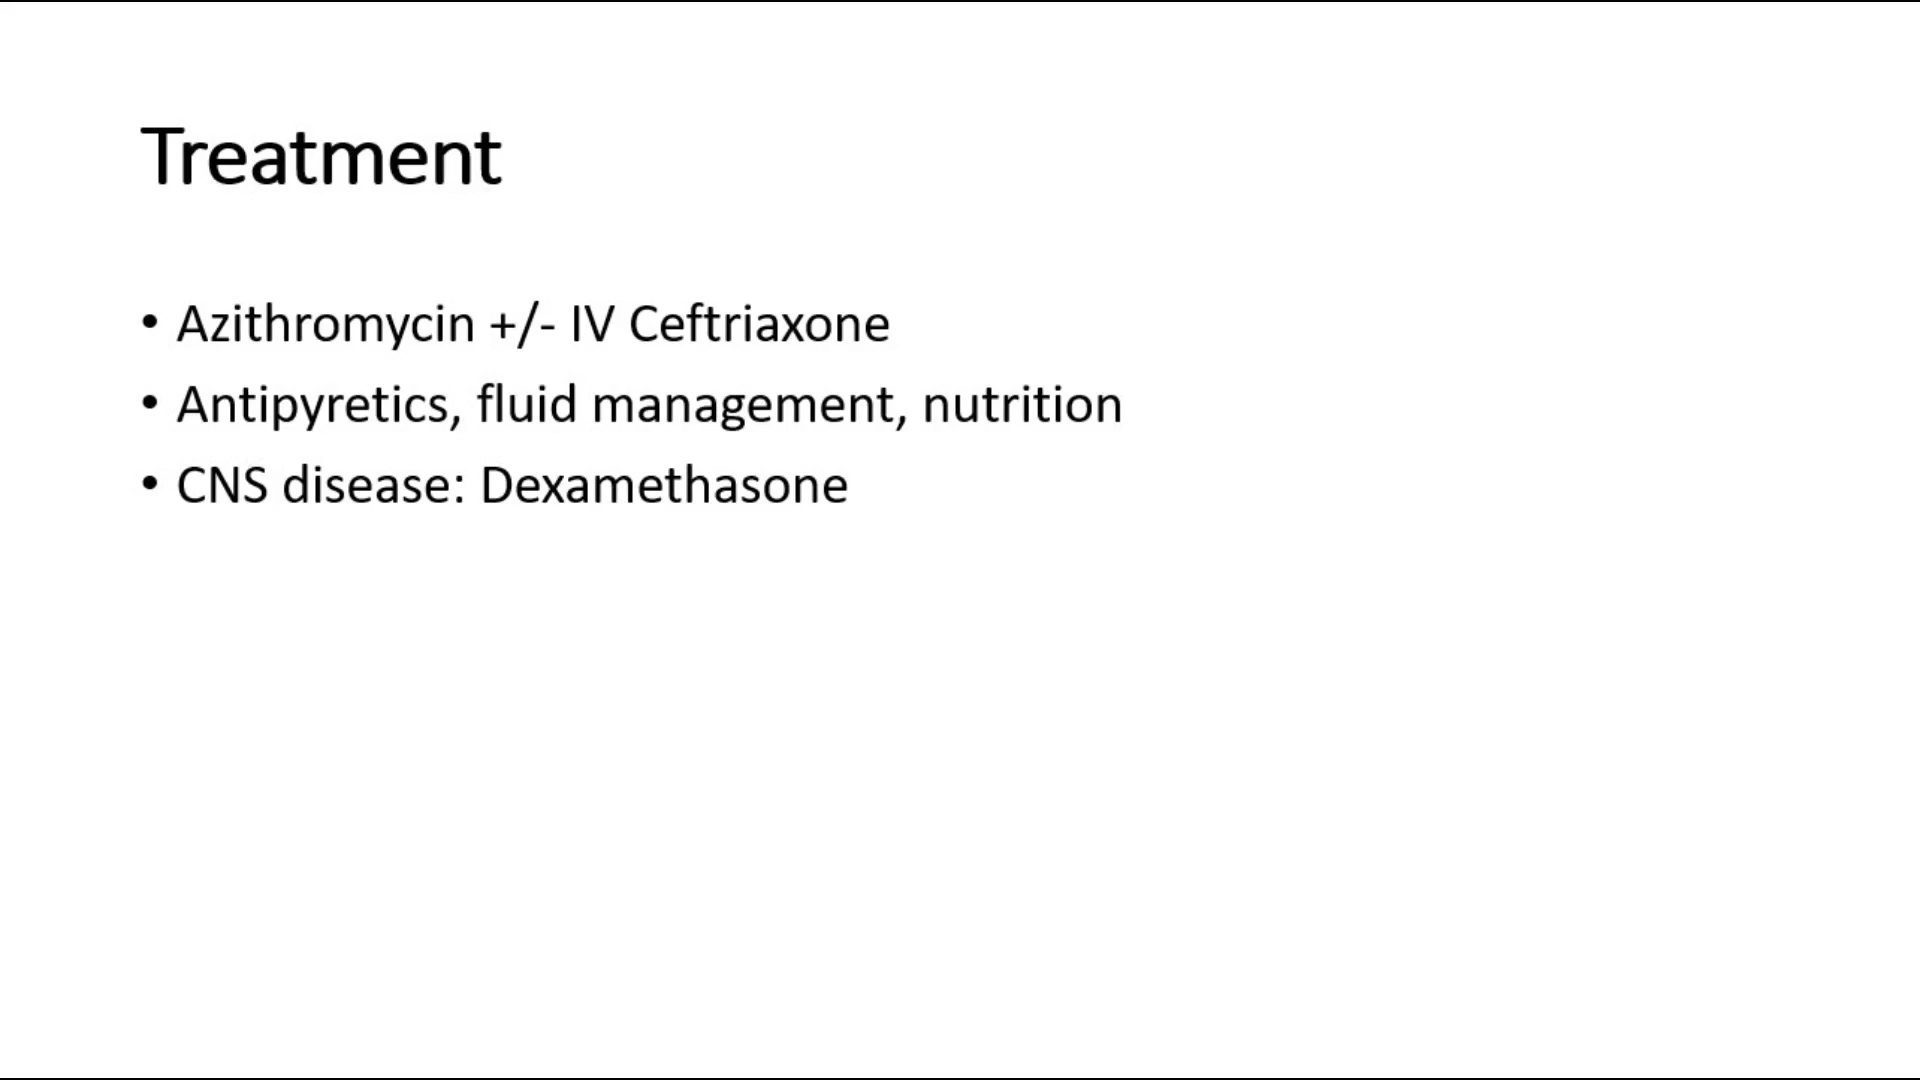 Treatment
• Azithromycin +/- IV Ceftriaxone
• Antipyretics, fluid management, nutrition
• CNS disease: Dexamethasone